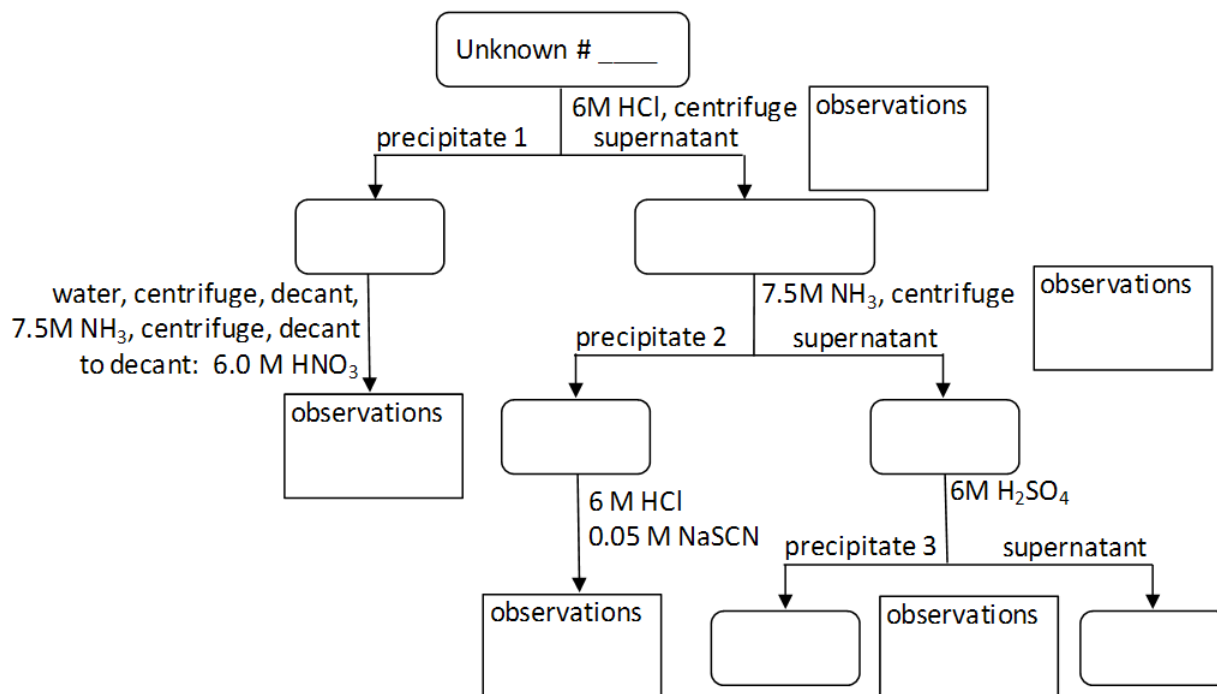 Unknown # ____
6M HCl, centrifuge
observations
precipitate 1
supernatant
water, centrifuge, decant,
7.5M NH₃, centrifuge, decant
to decant: 6.0 M HNO₃
7.5M NH₃, centrifuge
observations
precipitate 2
supernatant
observations
6 M HCl
0.05 M NaSCN
6M H₂SO₄
precipitate 3
supernatant
observations
observations